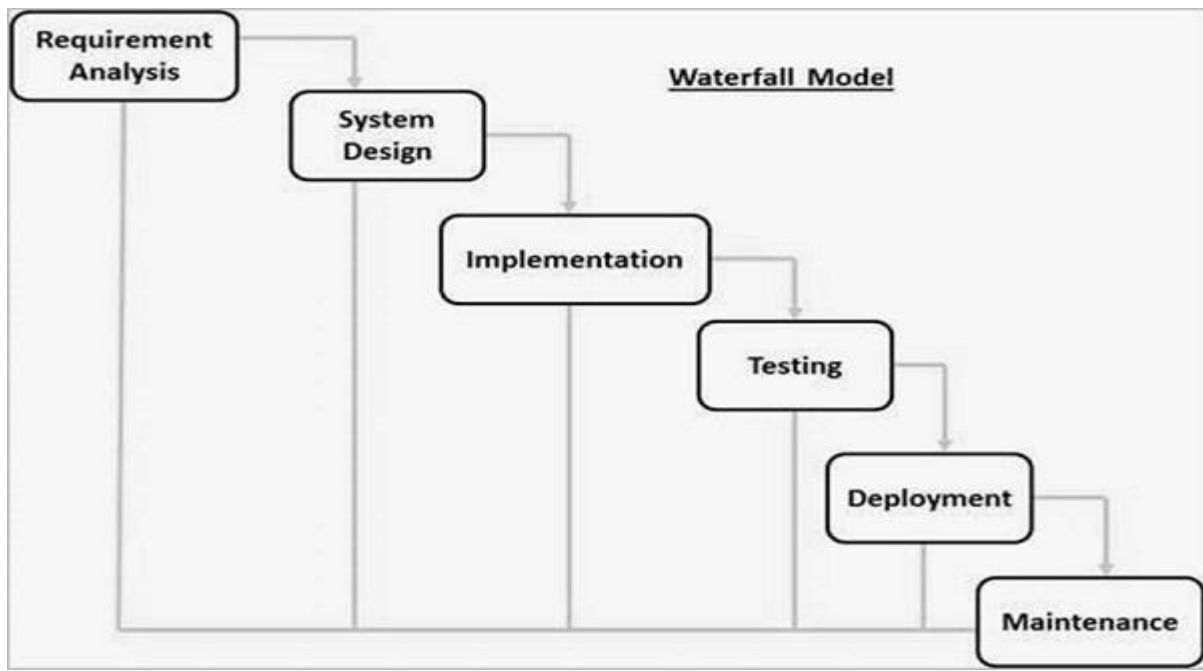 Requirement
Analysis
Waterfall Model
System
Design
Implementation
Testing
Deployment
Maintenance